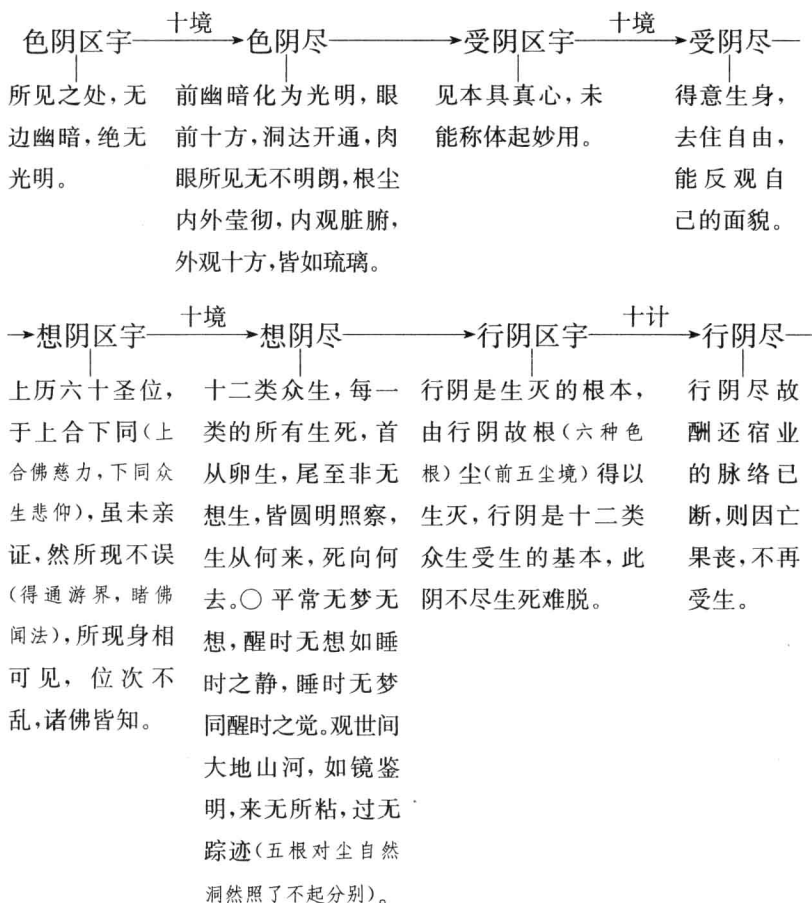 色阴区宇 十境 色阴尽 受阴区宇 十境 受阴尽
所见之处,无
边幽暗,绝无
光明。
前幽暗化为光明,眼
前十方,洞达开通,肉
眼所见无不明朗,根尘
内外莹彻,内观脏腑,
外观十方,皆如琉璃。
见本具真心,未
能称体起妙用。
得意生身,
去住自由,
能反观自
己的面貌。
想阴区宇 十境 想阴尽 行阴区宇 十计 行阴尽
上历六十圣位,
于上合下同(上
合佛慈力,下同众
生悲仰),虽未亲
证,然所现不误
(得通游界,睹佛
闻法),所现身相
可见,位次不
乱,诸佛皆知。
十二类众生,每一
类的所有生死,首
从卵生,尾至非无
想生,皆圆明照察,
生从何来,死向何
去。〇平常无梦无
想,醒时无想如睡
时之静,睡时无梦
同醒时之觉。观世间
大地山河,如镜鉴
明,来无所粘,过无
踪迹(五根对尘自然
洞然照了不起分别)。
行阴是生灭的根本,
由行阴故根(六种色
根)尘(前五尘境)得以
生灭,行阴是十二类
众生受生的基本,此
阴不尽生死难脱。
行阴尽故
酬还宿业
的脉络已
断,则因亡
果丧,不再
受生。